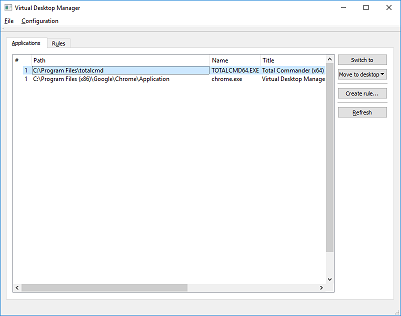 Virtual Desktop Manager
File Configuration
Applications Rules
# Path Name Title
1 C:\Program Files\totalcmd TOTALCMD64.EXE Total Commander (x64)
1 C:\Program Files (x86)\Google\Chrome\Application chrome.exe Virtual Desktop Manage
Switch to
Move to desktop
Create rule...
Refresh